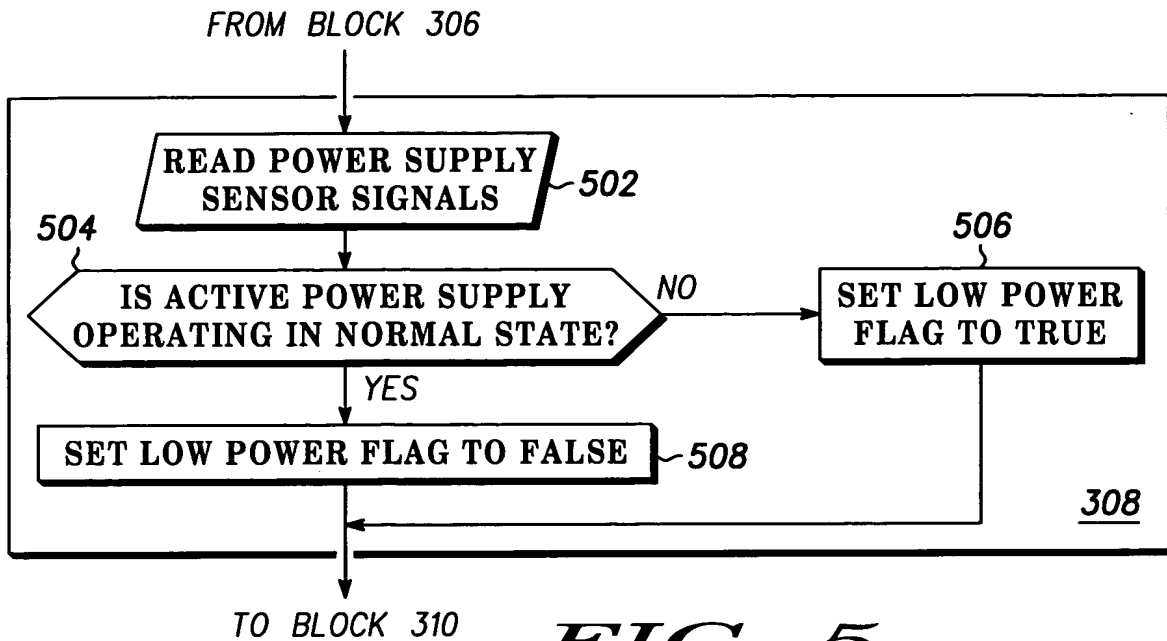 FROM BLOCK 306
READ POWER SUPPLY
SENSOR SIGNALS
502
504
IS ACTIVE POWER SUPPLY
OPERATING IN NORMAL STATE?
NO
506
SET LOW POWER
FLAG TO TRUE
YES
SET LOW POWER FLAG TO FALSE
508
308
TO BLOCK 310
FIG. 5